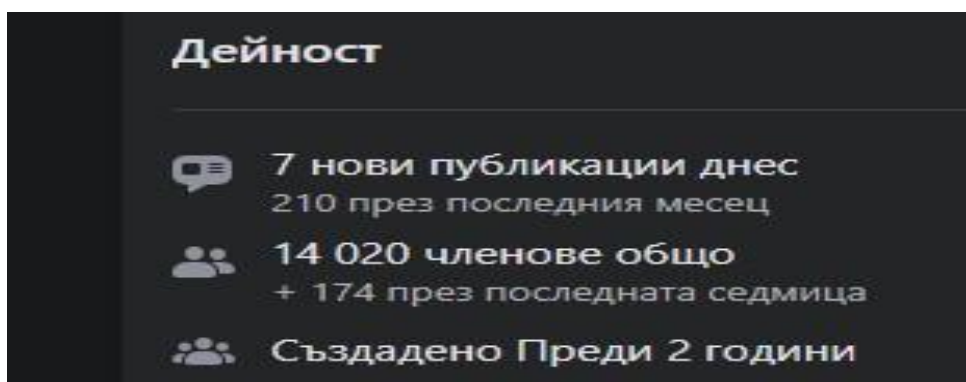 Дейност
7 нови публикации днес
210 през последния месец
14 020 членове общо
+ 174 през последната седмица
Създадено Преди 2 години